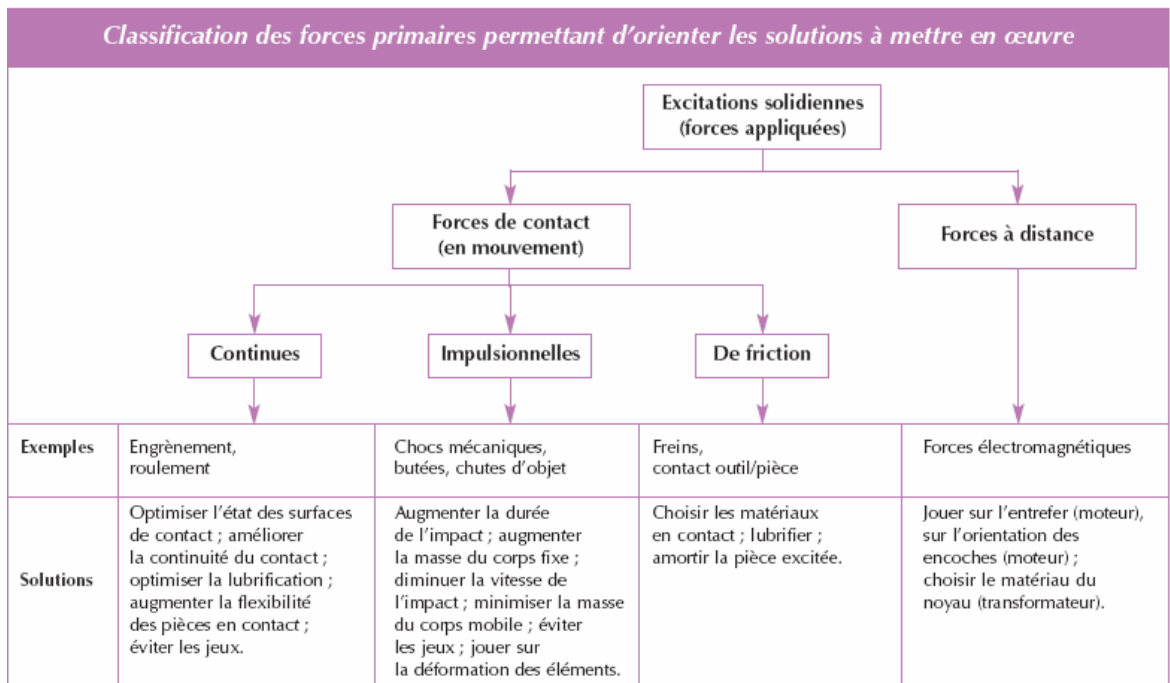 Classification des forces primaires permettant d'orienter les solutions à mettre en œuvre
Excitations solidiennes
(forces appliquées)
Forces de contact
(en mouvement)
Forces à distance
Continues
Impulsionnelles
De friction
Exemples
Engrènement,
roulement
Chocs mécaniques,
butées, chutes d'objet
Freins,
contact outil/pièce
Forces électromagnétiques
Solutions
Optimiser l'état des surfaces
de contact ; améliorer
la continuité du contact ;
optimiser la lubrification ;
augmenter la flexibilité
des pièces en contact ;
éviter les jeux.
Augmenter la durée
de l'impact ; augmenter
la masse du corps fixe ;
diminuer la vitesse de
l'impact ; minimiser la masse
du corps mobile ; éviter
les jeux ; jouer sur
la déformation des éléments.
Choisir les matériaux
en contact ; lubrifier ;
amortir la pièce excitée.
Jouer sur l'entrefer (moteur),
sur l'orientation des
encoches (moteur) ;
choisir le matériau du
noyau (transformateur).